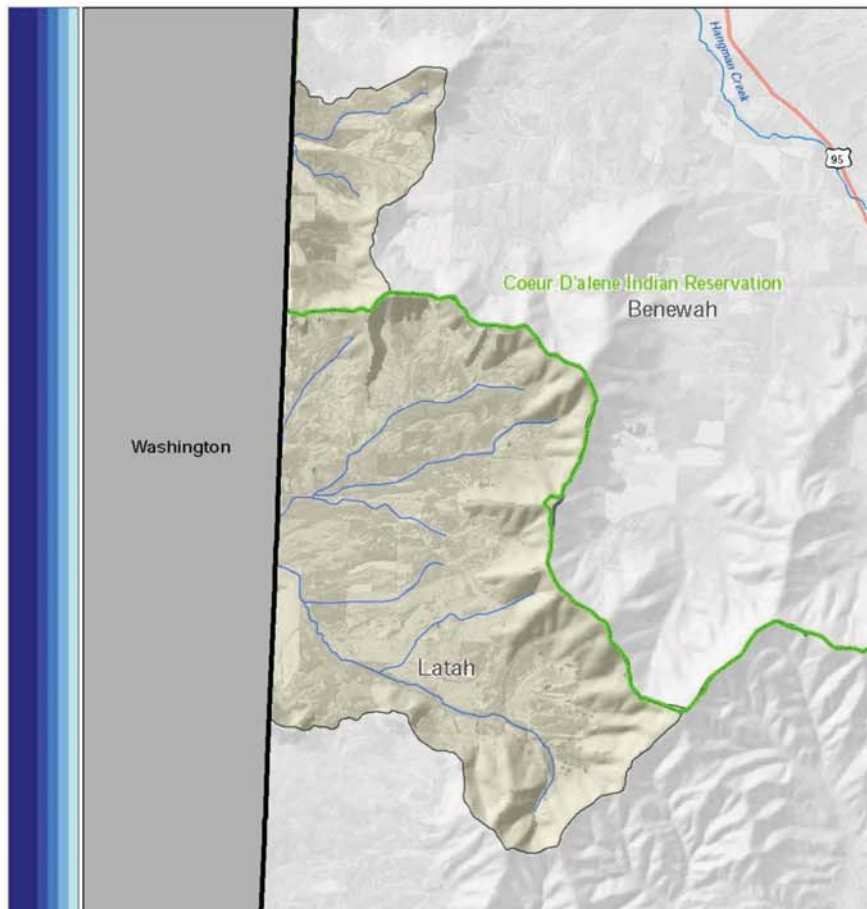 Hangman Creek
95
Coeur D'alene Indian Reservation
Benewah
Washington
Latah